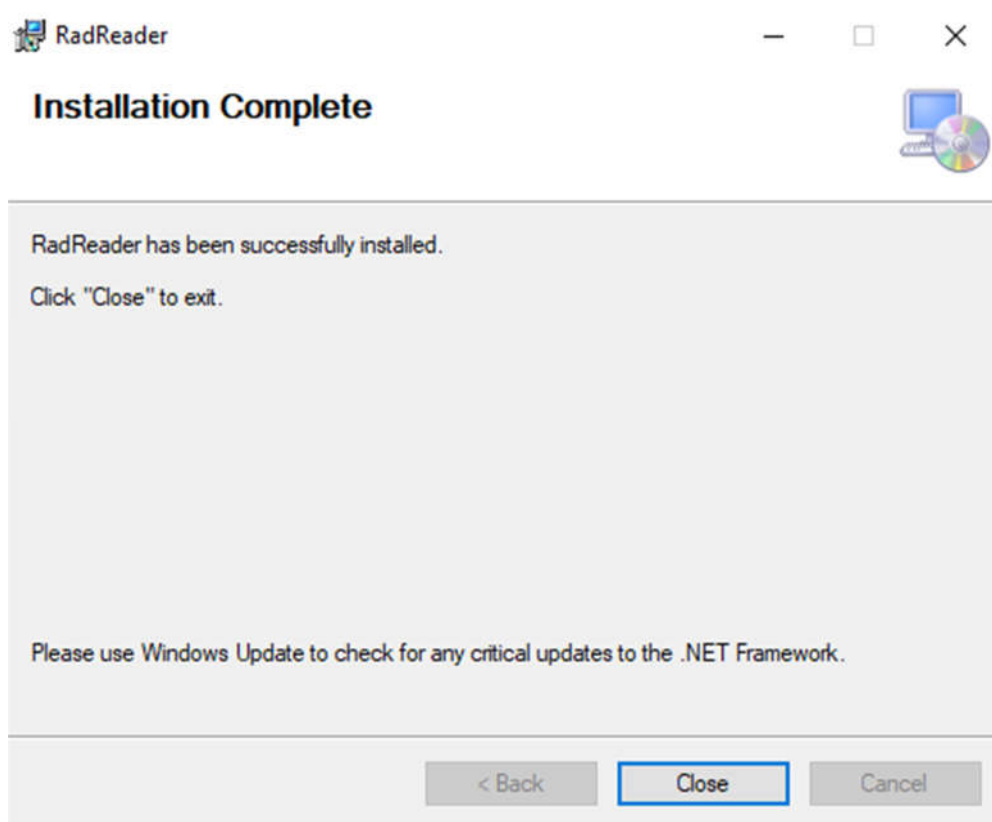 RadReader
Installation Complete
RadReader has been successfully installed.
Click "Close" to exit.
Please use Windows Update to check for any critical updates to the .NET Framework.
< Back
Close
Cancel